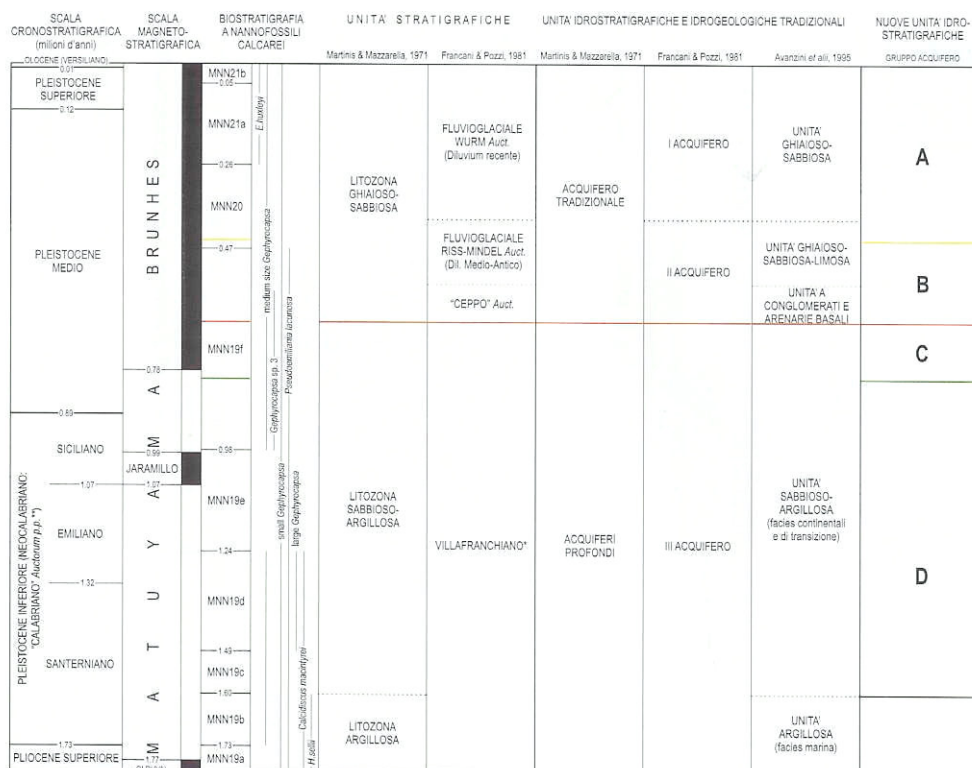 SCALA
CRONOSTRATIGRAFICA
(milioni d'anni)
SCALA
MAGNETO-
STRATIGRAFICA
BIOSTRATIGRAFIA
A NANNOFOSSILI
CALCAREI
UNITA' STRATIGRAFICHE
Martinis & Mazzarella, 1971
Francani & Pozzi, 1981
UNITA' IDROSTRATIGRAFICHE E IDROGEOLOGICHE TRADIZIONALI
Martinis & Mazzarella, 1971
Francani & Pozzi, 1981
Avanzini et alii, 1995
NUOVE UNITA' IDRO-
STRATIGRAFICHE
GRUPPO ACQUIFERO
OLOCENE (VERSILIANO)
0.01
PLEISTOCENE
SUPERIORE
0.12
PLEISTOCENE
MEDIO
0.89
SICILIANO
1.07
EMILIANO
1.32
SANTERNIANO
PLEISTOCENE INFERIORE (NEOCALABRIANO:
"CALABRIANO" Auctorum p.p. **)
1.73
PLIOCENE SUPERIORE
BRUNHES
0.78
MATUYAMA
0.99
JARAMILLO
1.07
1.77
MNN21b
0.05
MNN21a
0.26
MNN20
0.47
MNN19f
0.98
MNN19e
1.24
MNN19d
1.49
MNN19c
1.60
MNN19b
1.73
MNN19a
E.huxleyi
medium size Gephyrocapsa
Gephyrocapsa sp. 3
small Gephyrocapsa
Pseudoemiliania lacunosa
large Gephyrocapsa
Calcidiscus macintyrei
H.sellii
LITOZONA
GHIAIOSO-
SABBIOSA
LITOZONA
SABBIOSO-
ARGILLOSA
LITOZONA
ARGILLOSA
FLUVIOGLACIALE
WURM Auct.
(Diluvium recente)
FLUVIOGLACIALE
RISS-MINDEL Auct.
(Dil. Medio-Antico)
"CEPPO" Auct.
VILLAFRANCHIANO*
ACQUIFERO
TRADIZIONALE
ACQUIFERI
PROFONDI
I ACQUIFERO
II ACQUIFERO
III ACQUIFERO
UNITA'
GHIAIOSO-
SABBIOSA
UNITA' GHIAIOSO-
SABBIOSA-LIMOSA
UNITA' A
CONGLOMERATI E
ARENARIE BASALI
UNITA'
SABBIOSO-
ARGILLOSA
(facies continentali
e di transizione)
UNITA'
ARGILLOSA
(facies marina)
A
B
C
D